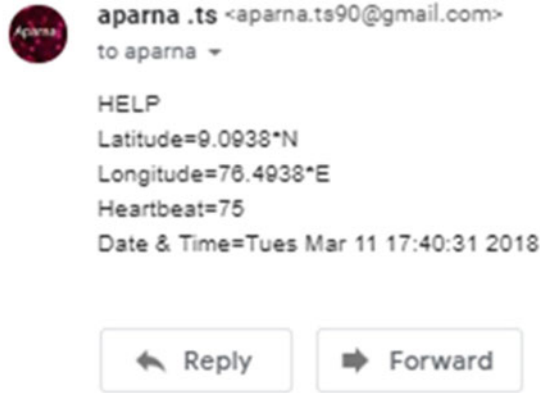 Aparna
aparna .ts <aparna.ts90@gmail.com>
to aparna
HELP
Latitude=9.0938*N
Longitude=76.4938*E
Heartbeat=75
Date & Time=Tues Mar 11 17:40:31 2018
Reply
Forward